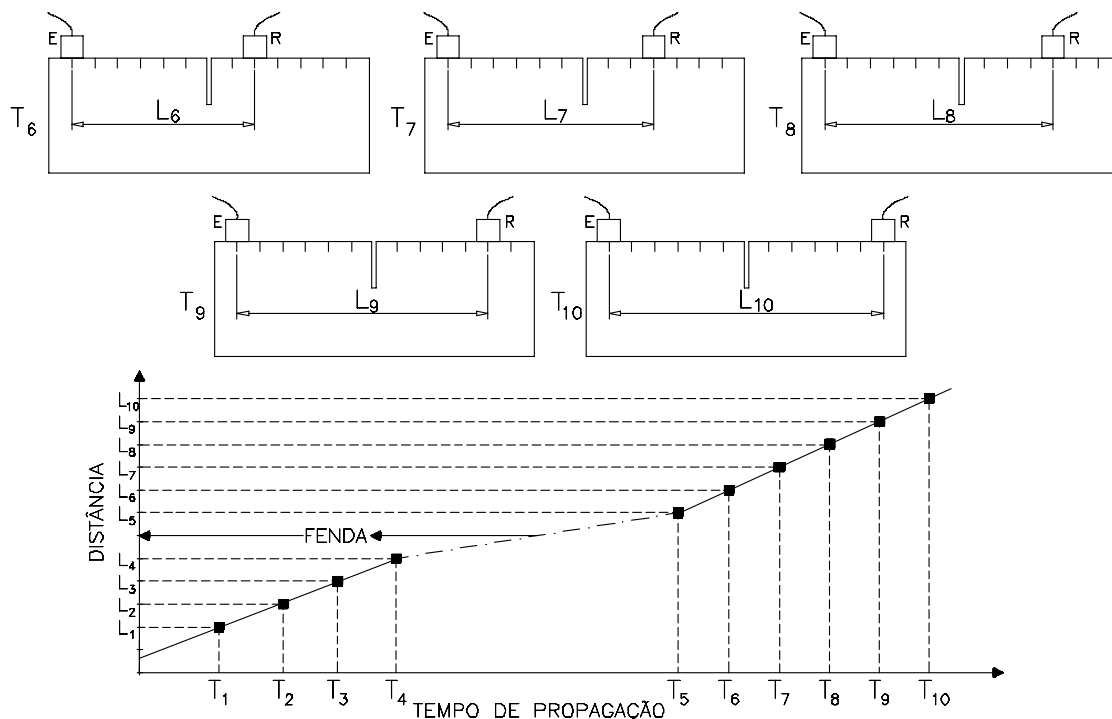 E R E R E R
T6 L6 T7 L7 T8 L8
E R E R
T9 L9 T10 L10
L10
L9
L8
L7
L6
L5
FENDA
L4
L3
L2
L1
DISTÂNCIA
T1 T2 T3 T4 T5 T6 T7 T8 T9 T10
TEMPO DE PROPAGAÇÃO